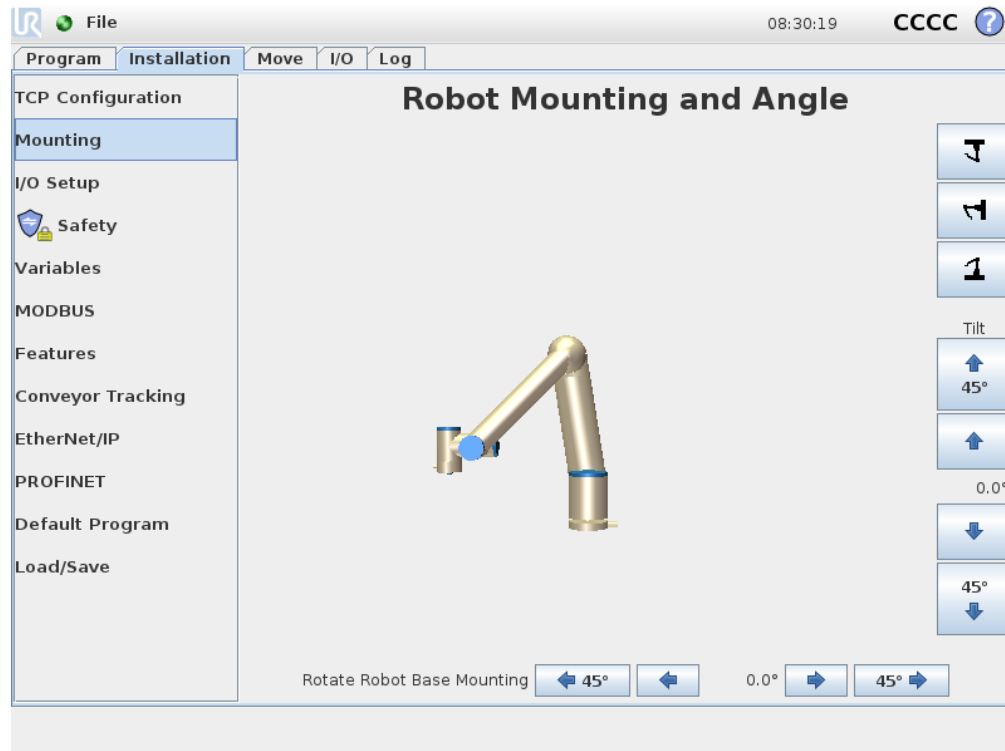 UR File 08:30:19 CCCC ?
Program Installation Move I/O Log
TCP Configuration
Mounting
I/O Setup
Safety
Variables
MODBUS
Features
Conveyor Tracking
EtherNet/IP
PROFINET
Default Program
Load/Save
Robot Mounting and Angle
Tilt
45°
0.0°
45°
Rotate Robot Base Mounting 45° 0.0° 45°